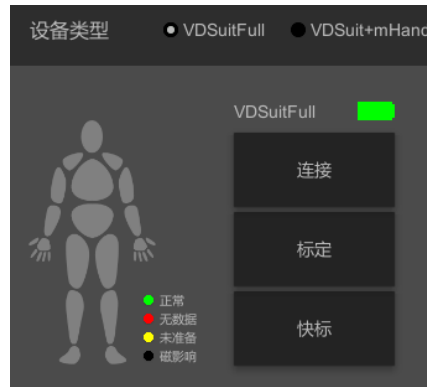 设备类型 VDSuitFull VDSuit+mHand
VDSuitFull
连接
标定
快标
正常
无数据
未准备
磁影响